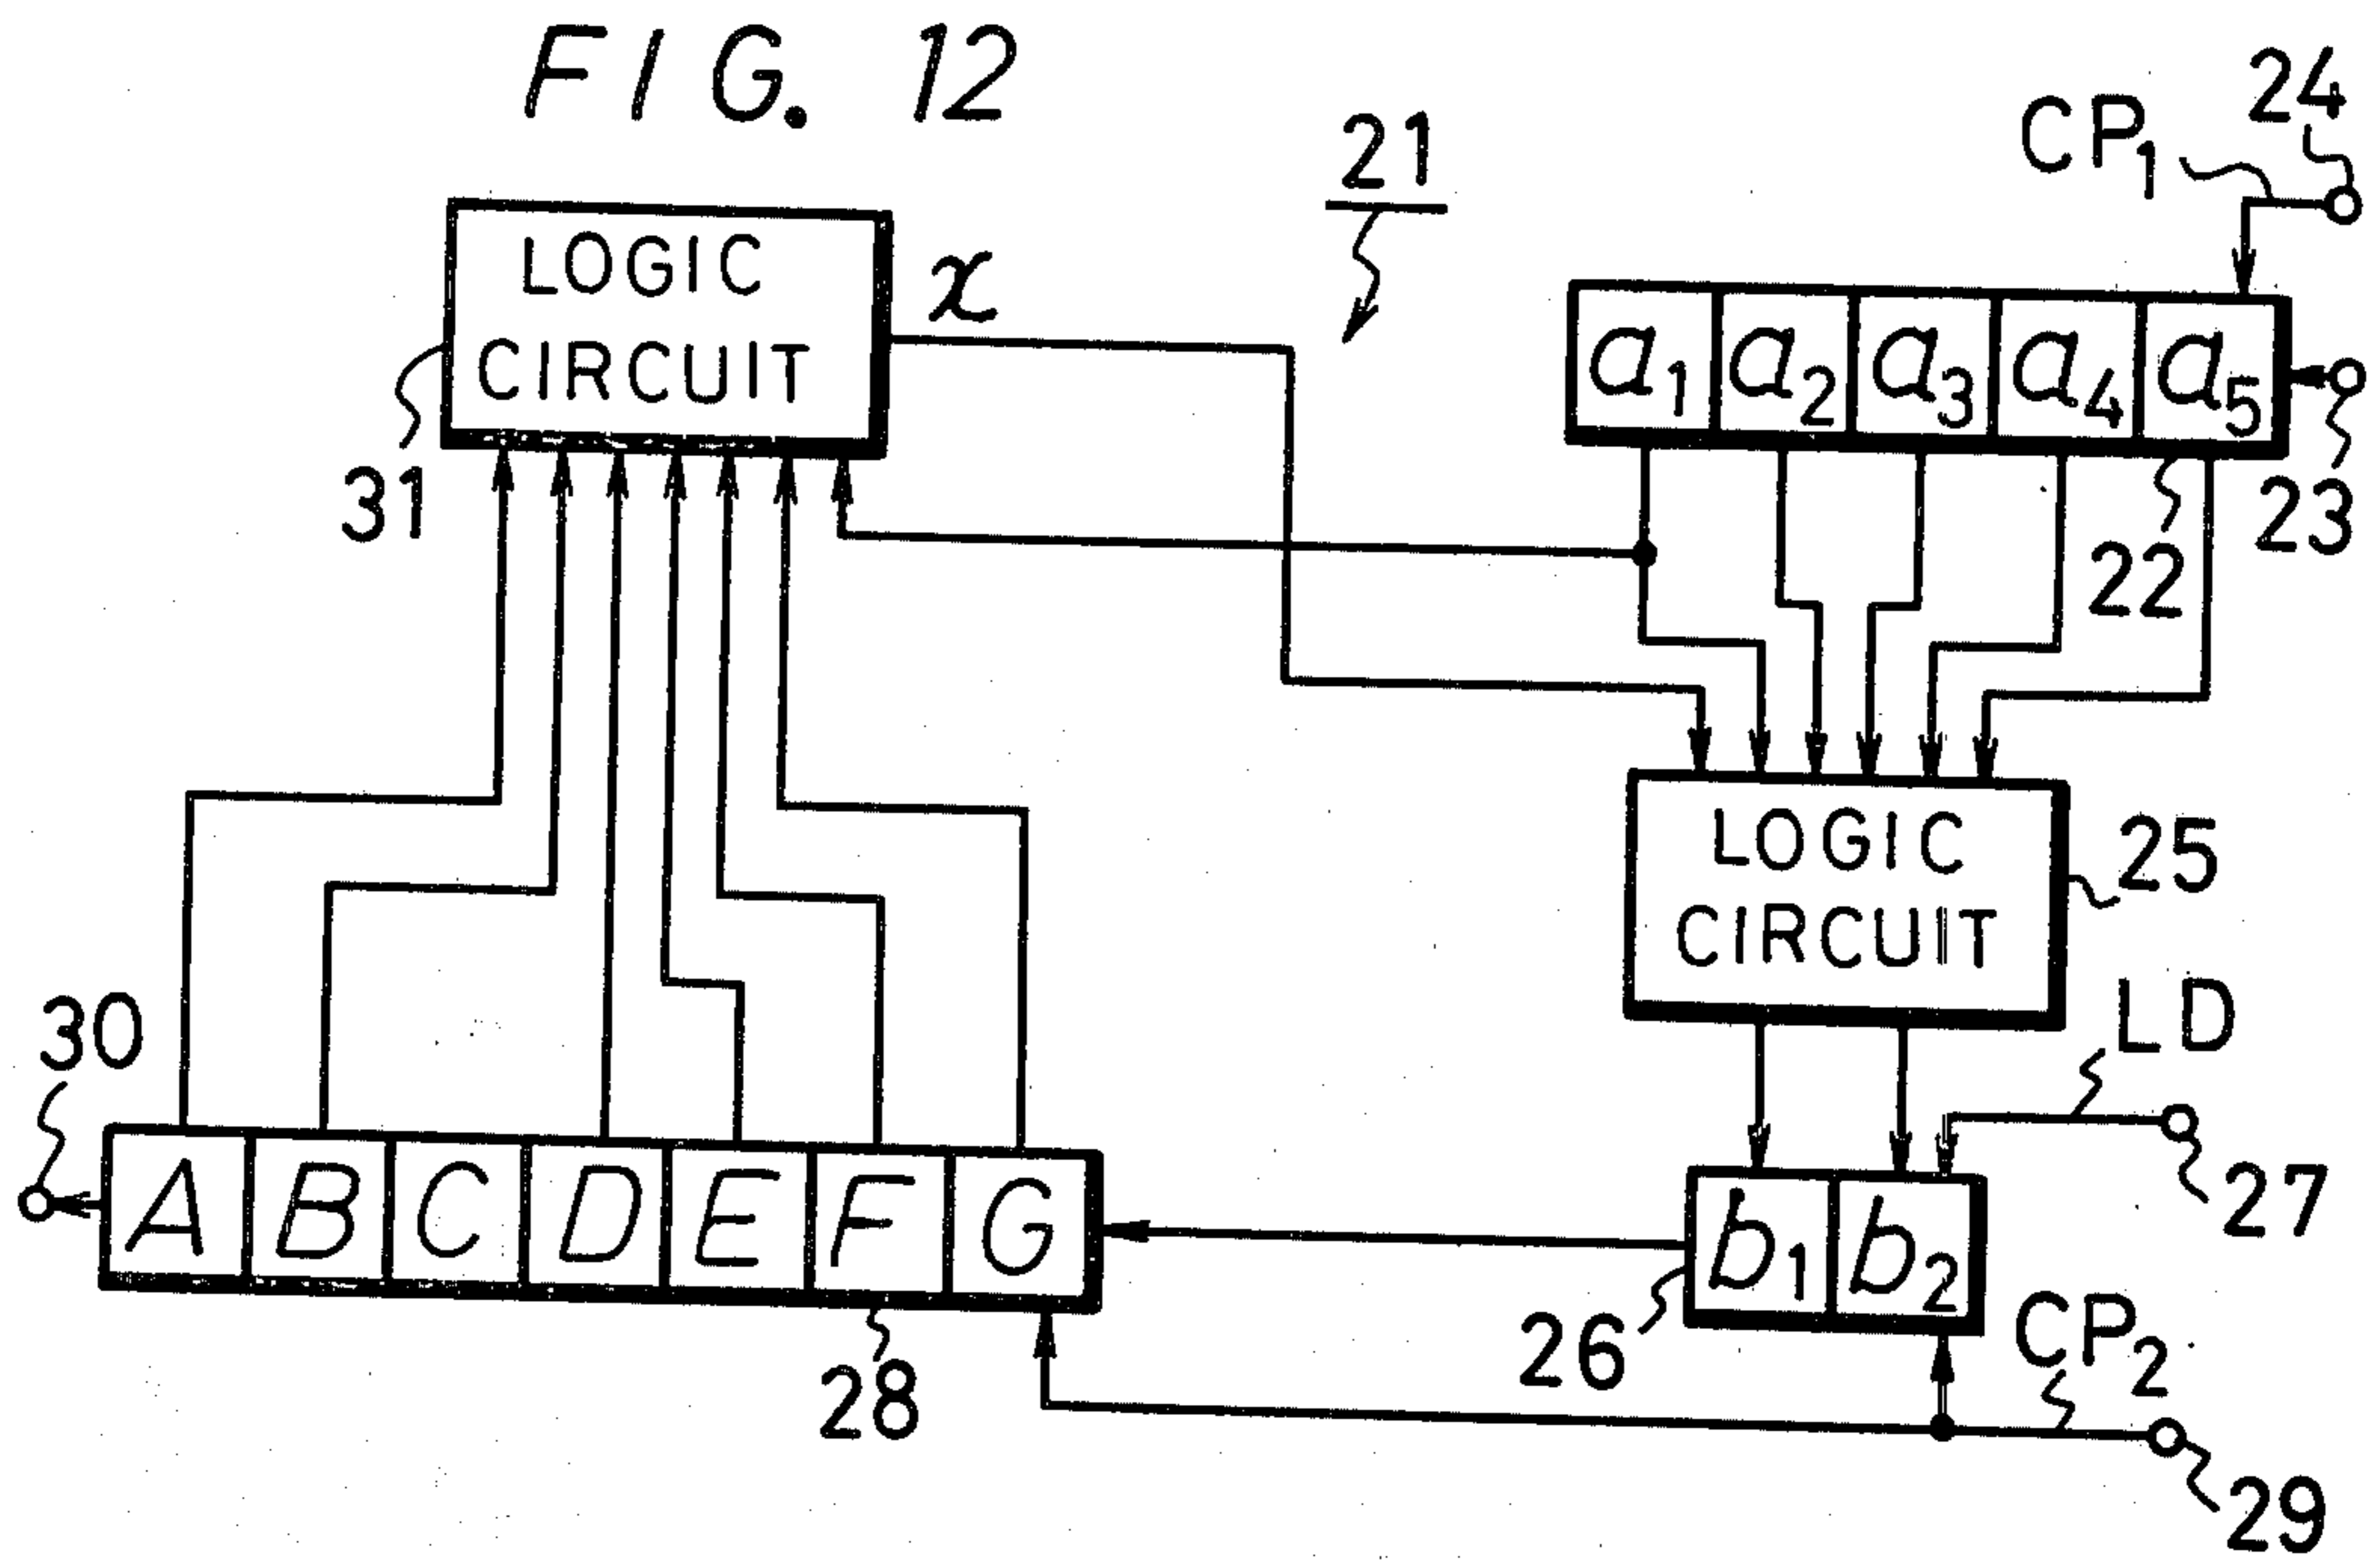 FIG. 12
24
CP1
21
LOGIC
CIRCUIT
x
a1 a2 a3 a4 a5
31
23
22
LOGIC
CIRCUIT
25
LD
30
27
A B C D E F G
b1 b2
26
CP2
28
29